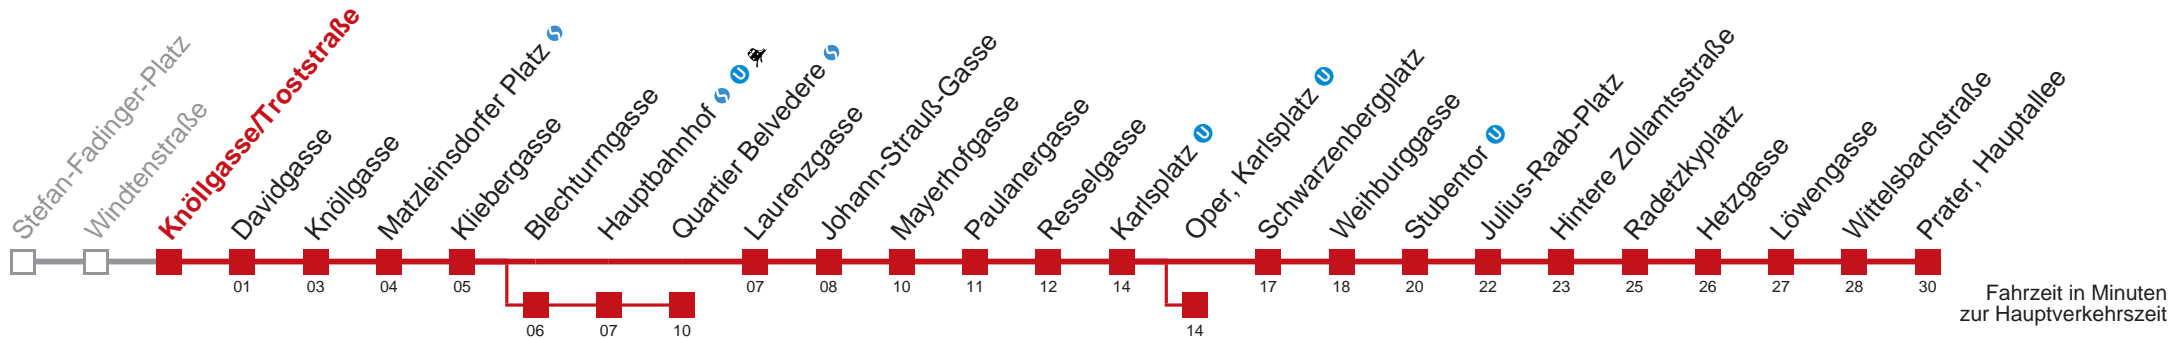 Stefan-Fadinger-Platz
Windtenstraße
Knöllgasse/Troststraße
Davidgasse
Knöllgasse
Matzleinsdorfer Platz S
Kliebergasse
Blechturmgasse
Hauptbahnhof S U
Quartier Belvedere S
Laurenzgasse
Johann-Strauß-Gasse
Mayerhofgasse
Paulanergasse
Resselgasse
Karlsplatz U
Oper, Karlsplatz U
Schwarzenbergplatz
Weihburggasse
Stubentor U
Julius-Raab-Platz
Hintere Zollamtsstraße
Radetzkyplatz
Hetzgasse
Löwengasse
Wittelsbachstraße
Prater, Hauptallee
01 03 04 05 07 08 10 11 12 14 17 18 20 22 23 25 26 27 28 30
06 07 10 14
Fahrzeit in Minuten
zur Hauptverkehrszeit